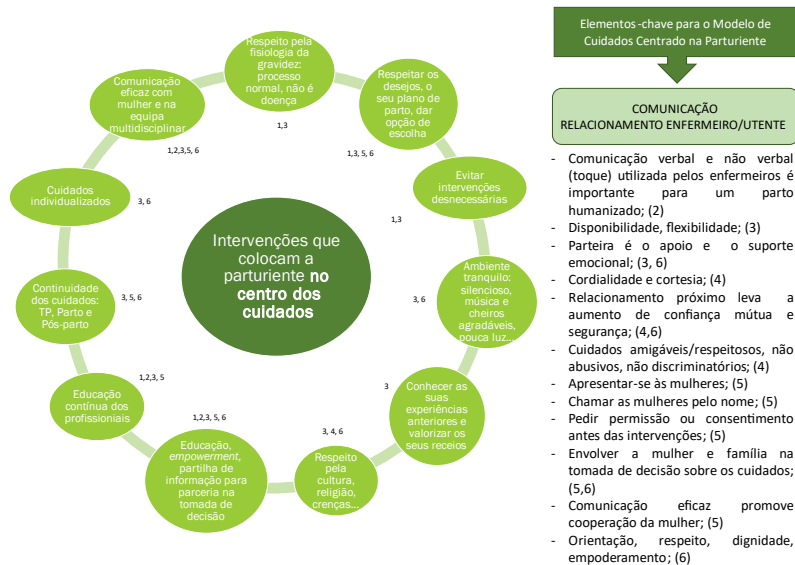 Respeito pela
fisiologia da
gravidez:
processo
normal, não é
doença
1,3
Respeitar os
desejos, o
seu plano de
parto, dar
opção de
escolha
1,3, 5, 6
Evitar
intervenções
desnecessárias
1,3
Ambiente
tranquilo:
silencioso,
música e
cheiros
agradáveis,
pouca luz...
3, 6
Conhecer as
suas
experiências
anteriores e
valorizar os
seus receios
3
Respeito
pela
cultura,
religião,
crenças...
3, 4, 6
Educação,
empowerment,
partilha de
informação para
parceria na
tomada de
decisão
1,2,3, 5, 6
Educação
contínua dos
profissionais
1,2,3, 5
Continuidade
dos cuidados:
TP, Parto e
Pós-parto
3, 5, 6
Cuidados
individualizados
3, 6
Comunicação
eficaz com
mulher e na
equipa
multidisciplinar
1,2,3,5, 6
Intervenções que
colocam a
parturiente no
centro dos
cuidados
Elementos -chave para o Modelo de
Cuidados Centrado na Parturiente
COMUNICAÇÃO
RELACIONAMENTO ENFERMEIRO/UTENTE
- Comunicação verbal e não verbal
(toque) utilizada pelos enfermeiros é
importante para um parto
humanizado; (2)
- Disponibilidade, flexibilidade; (3)
- Parteira é o apoio e o suporte
emocional; (3, 6)
- Cordialidade e cortesia; (4)
- Relacionamento próximo leva a
aumento de confiança mútua e
segurança; (4,6)
- Cuidados amigáveis/respeitosos, não
abusivos, não discriminatórios; (4)
- Apresentar-se às mulheres; (5)
- Chamar as mulheres pelo nome; (5)
- Pedir permissão ou consentimento
antes das intervenções; (5)
- Envolver a mulher e família na
tomada de decisão sobre os cuidados;
(5,6)
- Comunicação eficaz promove
cooperação da mulher; (5)
- Orientação, respeito, dignidade,
empoderamento; (6)